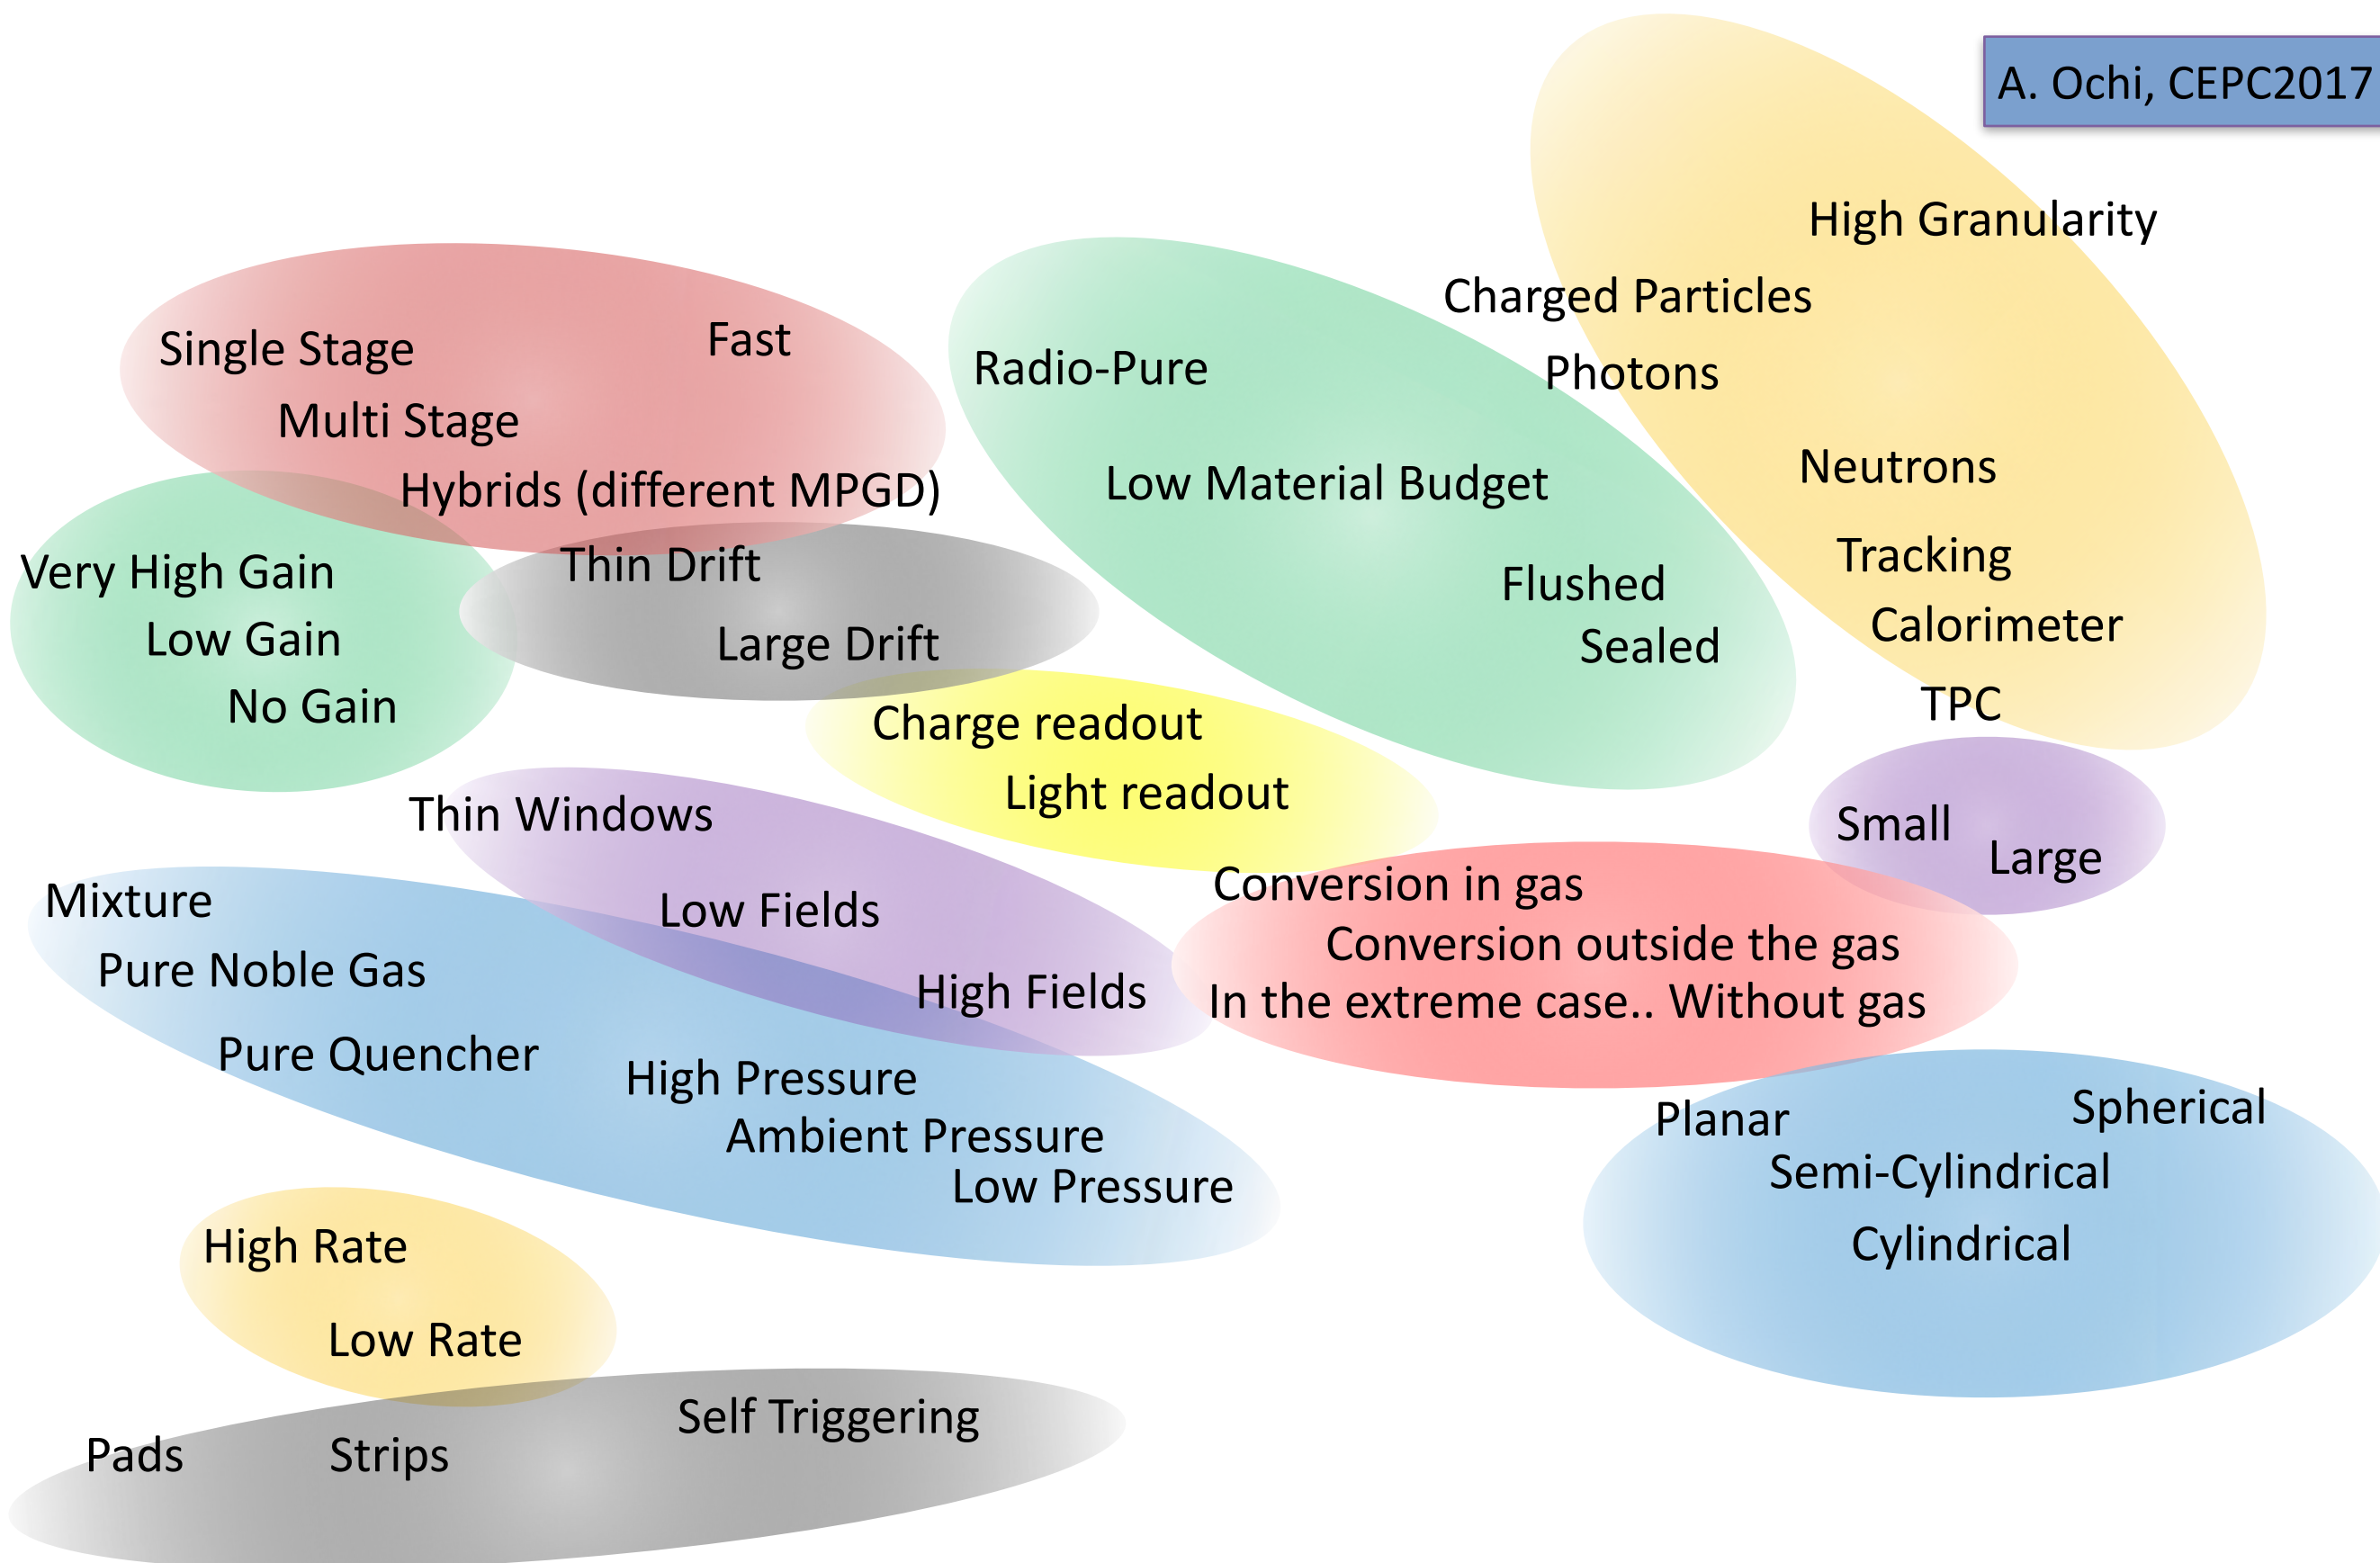 A. Ochi, CEPC2017
High Granularity
Charged Particles
Photons
Neutrons
Tracking
Calorimeter
TPC
Single Stage
Fast
Multi Stage
Hybrids (different MPGD)
Radio-Pure
Low Material Budget
Flushed
Sealed
Very High Gain
Low Gain
No Gain
Thin Drift
Large Drift
Charge readout
Light readout
Small
Large
Thin Windows
Low Fields
High Fields
Conversion in gas
Conversion outside the gas
In the extreme case.. Without gas
Mixture
Pure Noble Gas
Pure Quencher
High Pressure
Ambient Pressure
Low Pressure
Planar
Spherical
Semi-Cylindrical
Cylindrical
High Rate
Low Rate
Pads
Strips
Self Triggering